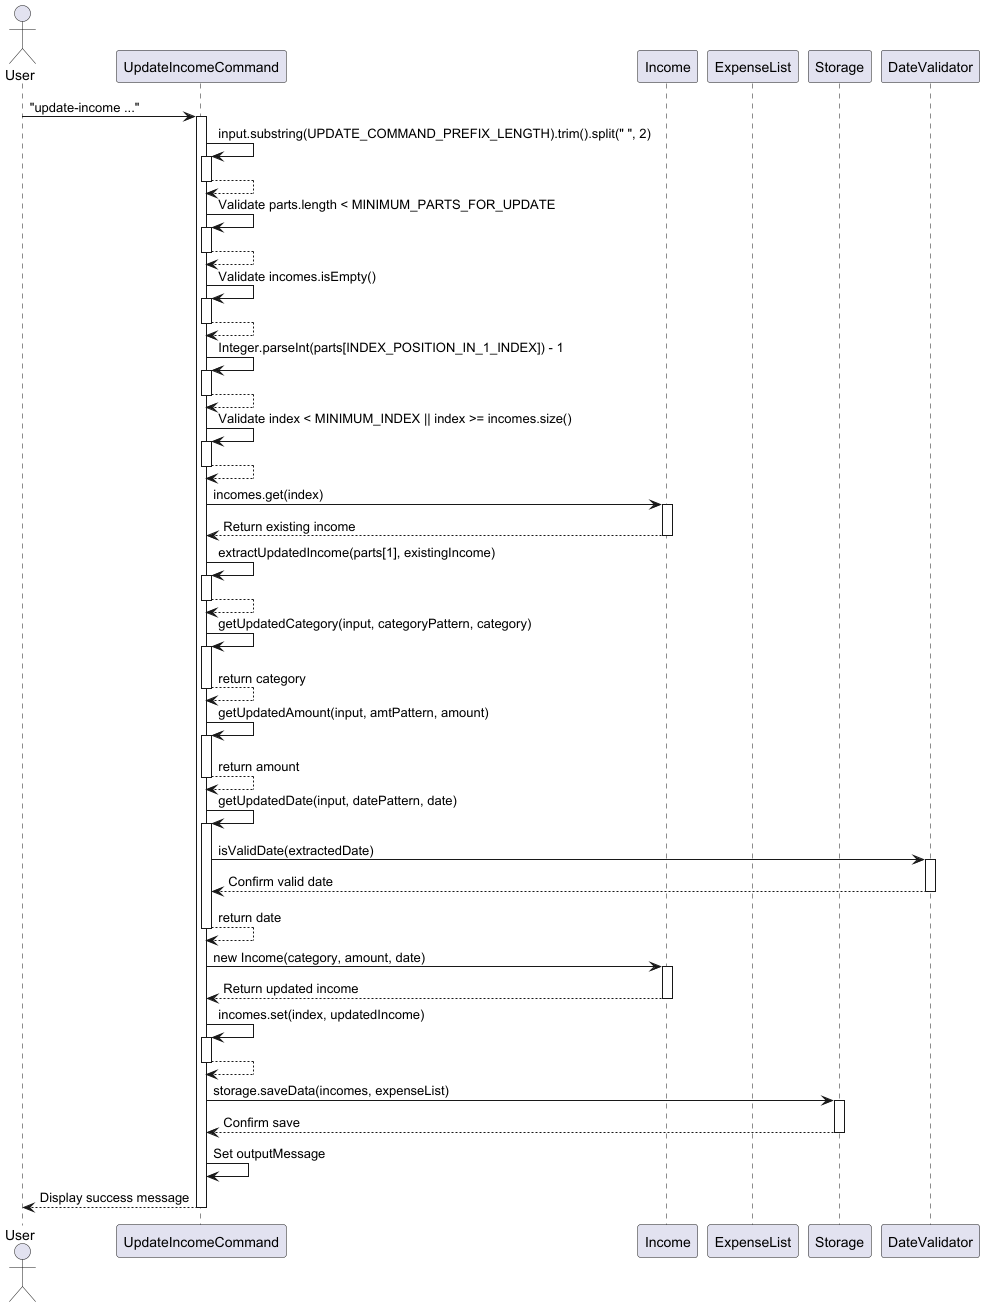 User
UpdateIncomeCommand
Income
ExpenseList
Storage
DateValidator
"update-income ..."
input.substring(UPDATE_COMMAND_PREFIX_LENGTH).trim().split(" ", 2)
Validate parts.length < MINIMUM_PARTS_FOR_UPDATE
Validate incomes.isEmpty()
Integer.parseInt(parts[INDEX_POSITION_IN_1_INDEX]) - 1
Validate index < MINIMUM_INDEX || index >= incomes.size()
incomes.get(index)
Return existing income
extractUpdatedIncome(parts[1], existingIncome)
getUpdatedCategory(input, categoryPattern, category)
return category
getUpdatedAmount(input, amtPattern, amount)
return amount
getUpdatedDate(input, datePattern, date)
isValidDate(extractedDate)
Confirm valid date
return date
new Income(category, amount, date)
Return updated income
incomes.set(index, updatedIncome)
storage.saveData(incomes, expenseList)
Confirm save
Set outputMessage
Display success message
User
UpdateIncomeCommand
Income
ExpenseList
Storage
DateValidator